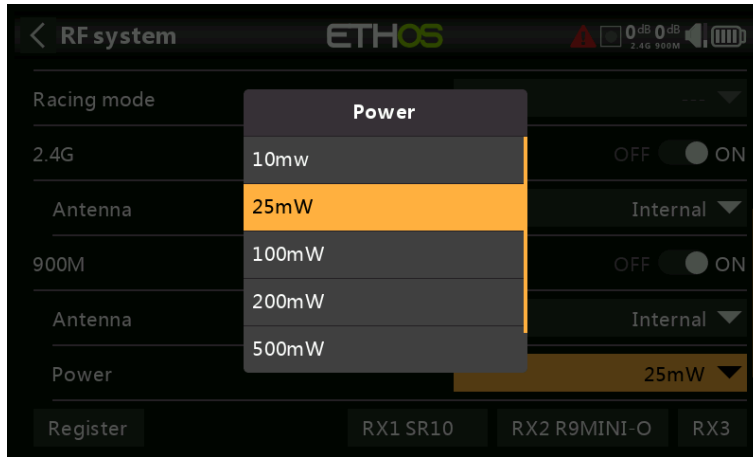 RF system
ETHOS
0dB 0dB
2.4G 900M
Racing mode
---
Power
10mw
25mW
100mW
200mW
500mW
2.4G
OFF ON
Antenna
Internal
900M
OFF ON
Antenna
Internal
Power
25mW
Register
RX1 SR10
RX2 R9MINI-O
RX3